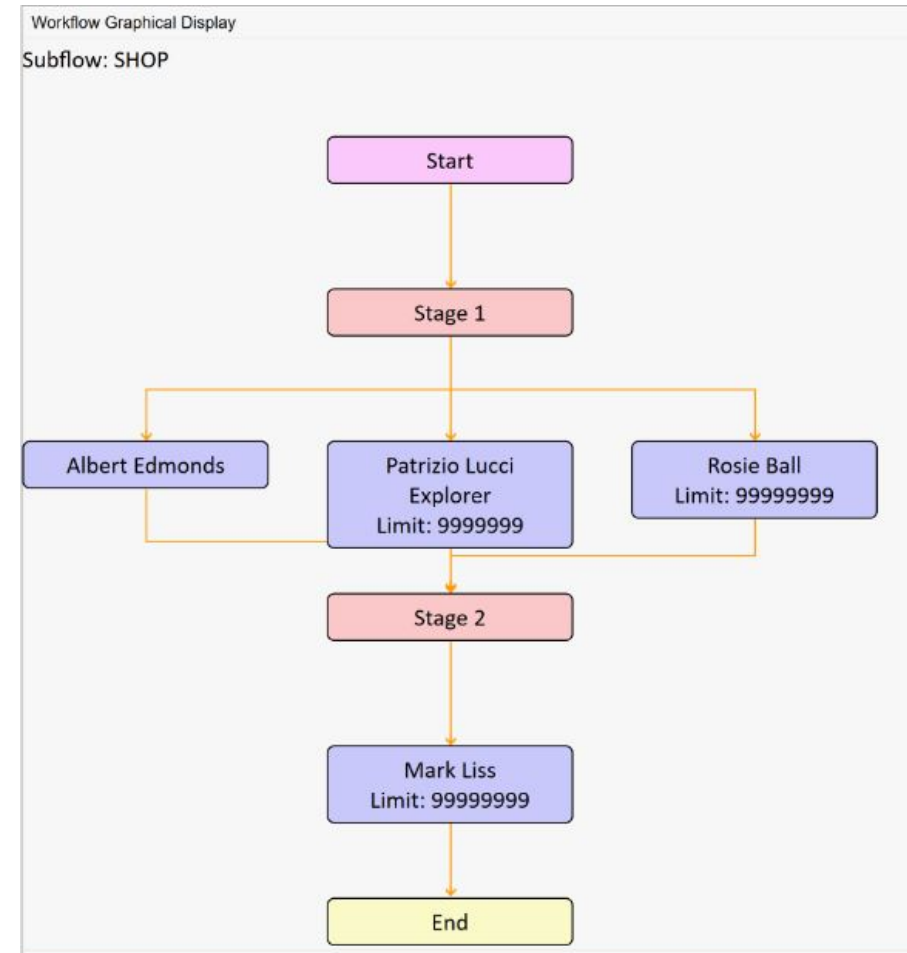 Workflow Graphical Display
Subflow: SHOP
Start
Stage 1
Albert Edmonds
Patrizio Lucci
Explorer
Limit: 9999999
Rosie Ball
Limit: 99999999
Stage 2
Mark Liss
Limit: 99999999
End